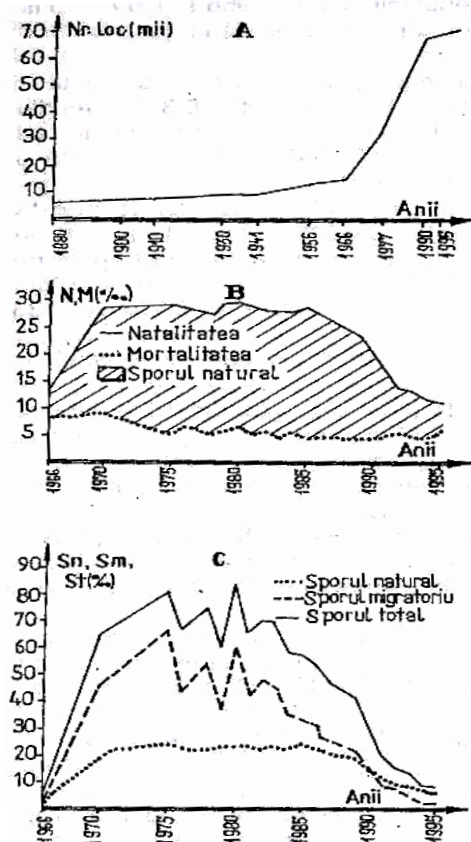 Nr. Loc (mii) A
70
60
50
40
30
20
10
Anii
1880 1900 1910 1930 1941 1956 1966 1977 1990 1995
N,M(‰) B
30
25
20
15
10
5
Natalitatea
Mortalitatea
Sporul natural
Anii
1966 1970 1975 1980 1985 1990 1995
Sn, Sm, C
St(‰)
90
80
70
60
50
40
30
20
10
Sporul natural
Sporul migratoriu
Sporul total
Anii
1966 1970 1975 1980 1985 1990 1995